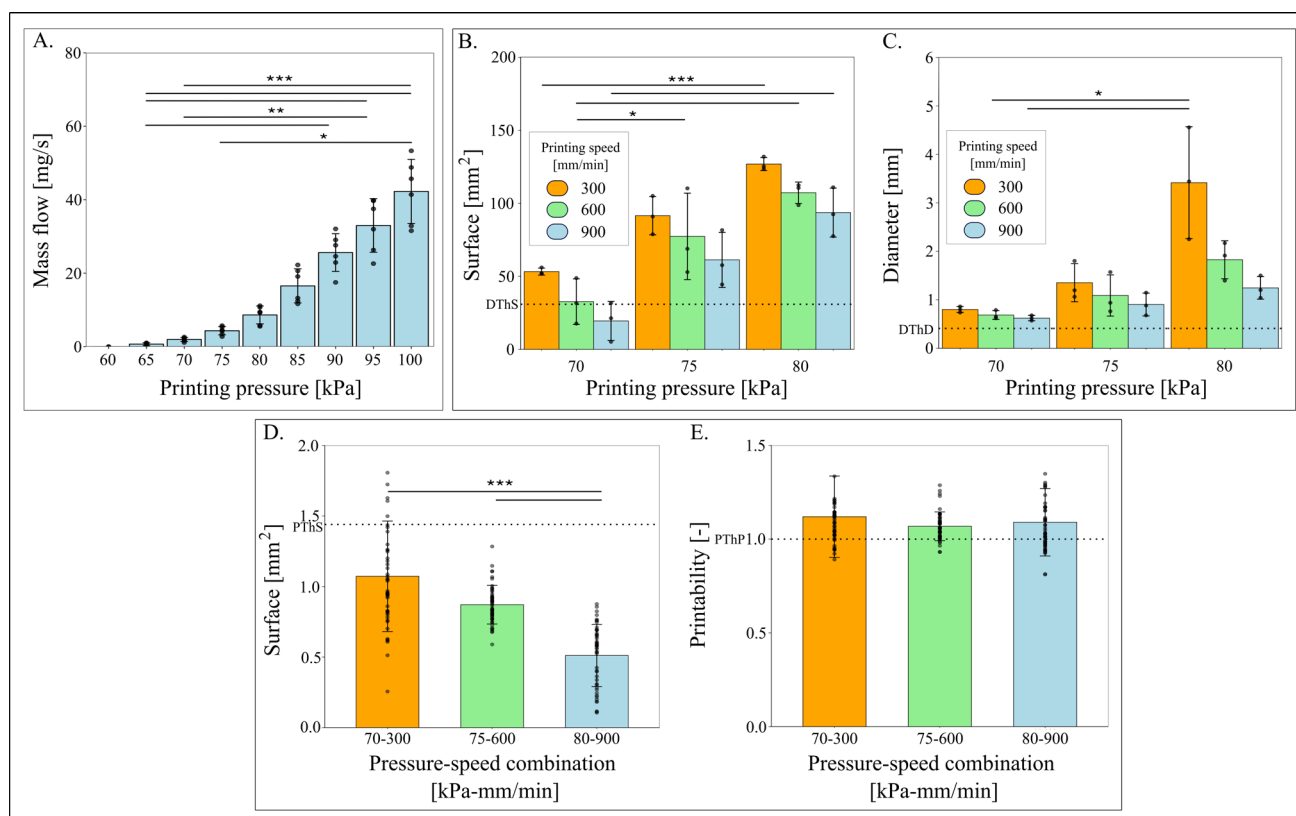 A.
80
60
40
20
0
Mass flow [mg/s]
***
**
*
60 65 70 75 80 85 90 95 100
Printing pressure [kPa]
B.
200
150
100
50
DThS
0
Surface [mm²]
***
*
Printing speed
[mm/min]
300
600
900
70 75 80
Printing pressure [kPa]
C.
6
5
4
3
2
1
DThD
0
Diameter [mm]
*
Printing speed
[mm/min]
300
600
900
70 75 80
Printing pressure [kPa]
D.
2.0
1.5
PThS
1.0
0.5
0.0
Surface [mm²]
***
70-300 75-600 80-900
Pressure-speed combination
[kPa-mm/min]
E.
1.5
PThP1.0
0.5
0.0
Printability [-]
70-300 75-600 80-900
Pressure-speed combination
[kPa-mm/min]